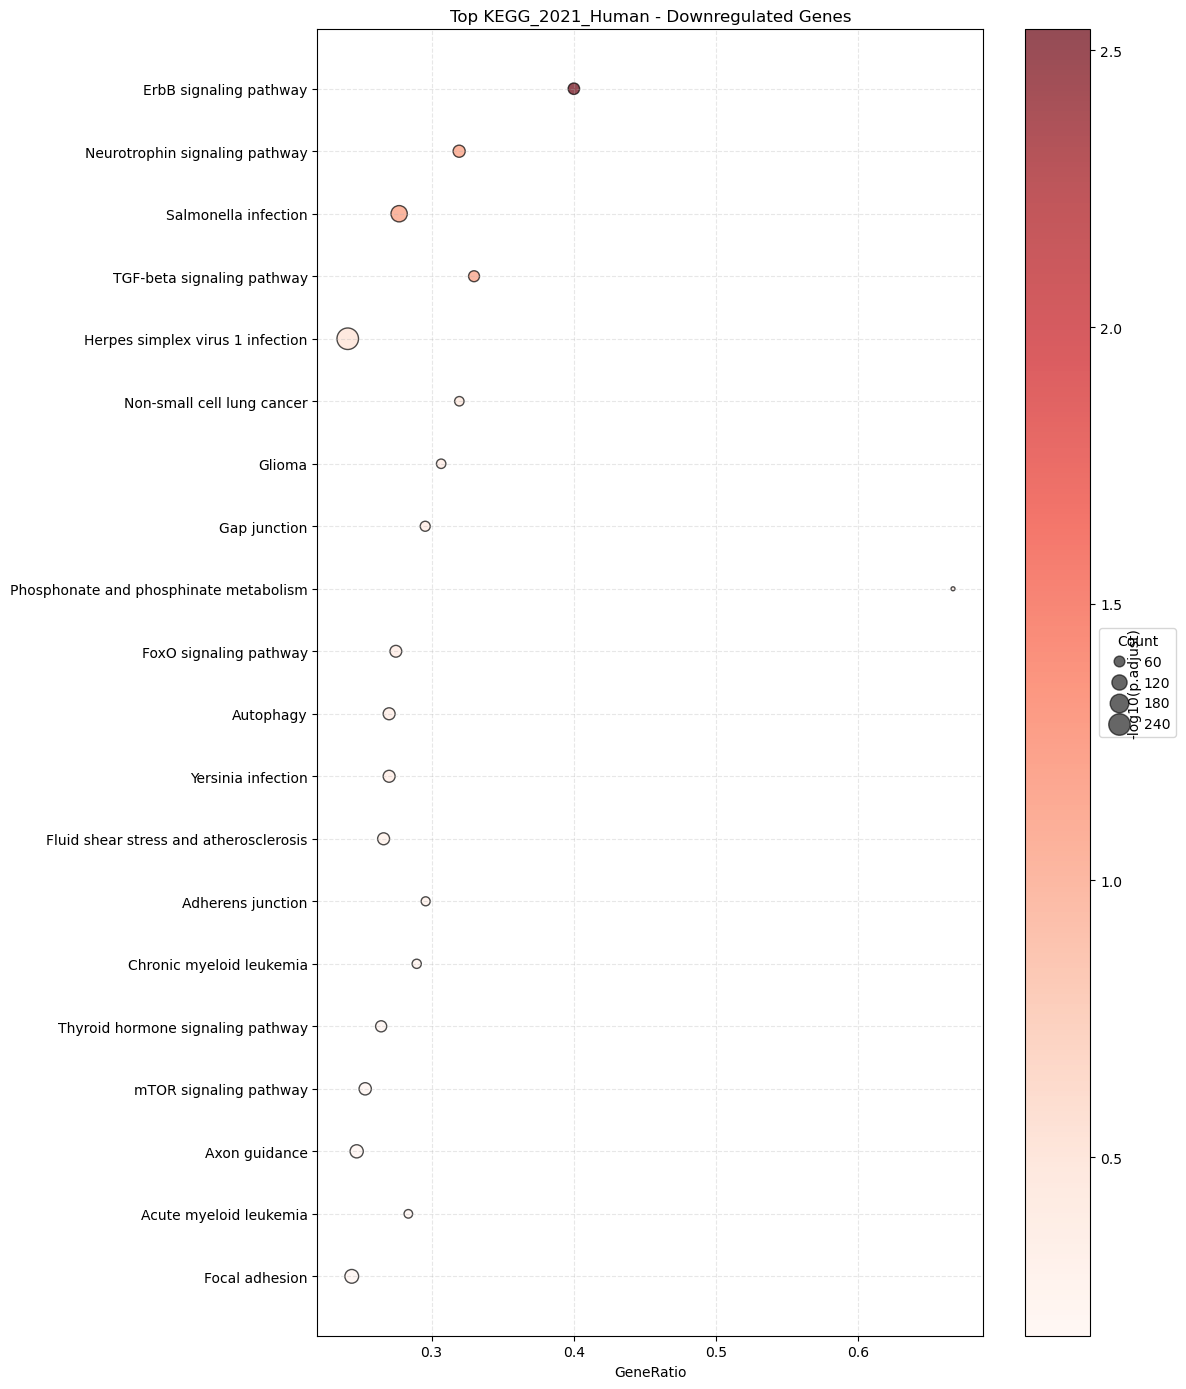 Top KEGG_2021_Human - Downregulated Genes
ErbB signaling pathway
Neurotrophin signaling pathway
Salmonella infection
TGF-beta signaling pathway
Herpes simplex virus 1 infection
Non-small cell lung cancer
Glioma
Gap junction
Phosphonate and phosphinate metabolism
FoxO signaling pathway
Autophagy
Yersinia infection
Fluid shear stress and atherosclerosis
Adherens junction
Chronic myeloid leukemia
Thyroid hormone signaling pathway
mTOR signaling pathway
Axon guidance
Acute myeloid leukemia
Focal adhesion
0.3 0.4 0.5 0.6
GeneRatio
2.5
2.0
1.5
1.0
0.5
-log10(p.adjust)
Count
60
120
180
240